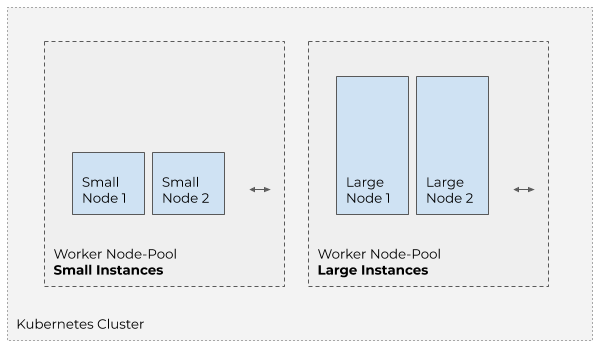 Small
Node 1
Small
Node 2
Worker Node-Pool
Small Instances
Large
Node 1
Large
Node 2
Worker Node-Pool
Large Instances
Kubernetes Cluster